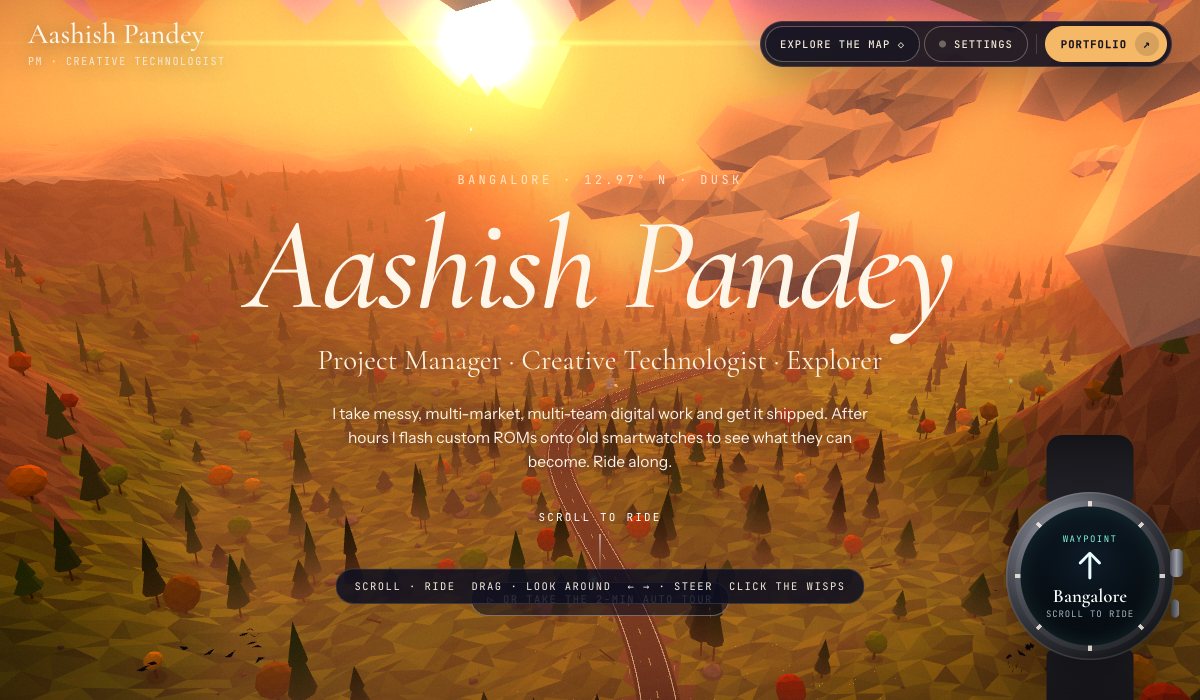 Aashish Pandey
PM · CREATIVE TECHNOLOGIST
EXPLORE THE MAP ◇
SETTINGS
PORTFOLIO ↗
BANGALORE · 12.97° N · DUSK
Aashish Pandey
Project Manager · Creative Technologist · Explorer
I take messy, multi-market, multi-team digital work and get it shipped. After
hours I flash custom ROMs onto old smartwatches to see what they can
become. Ride along.
SCROLL TO RIDE
SCROLL · RIDE DRAG · LOOK AROUND ← → · STEER CLICK THE WISPS
OR TAKE THE 2-MIN AUTO TOUR
WAYPOINT
↑
Bangalore
SCROLL TO RIDE